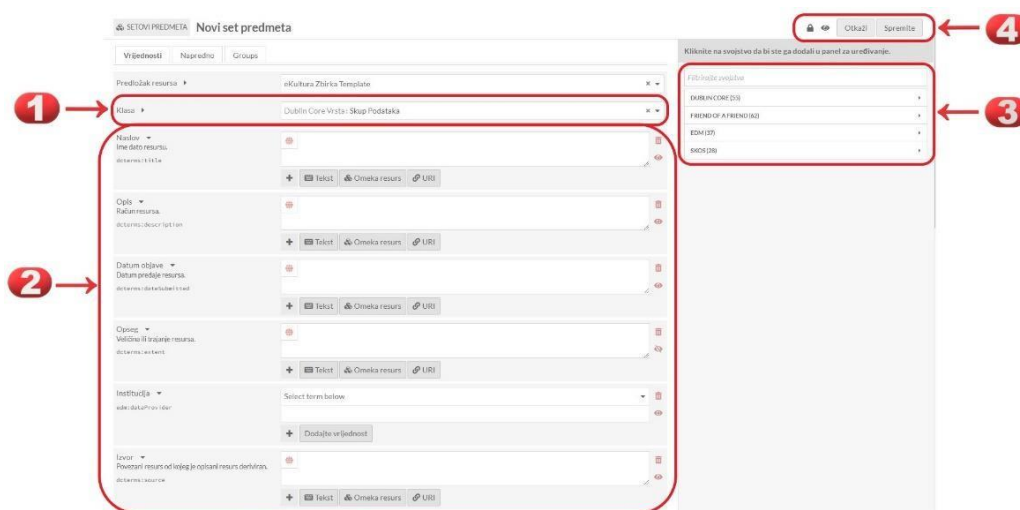 SETOVI PREDMETA Novi set predmeta
Otkaži Spremite
4
Vrijednosti Napredno Groups
Kliknite na svojstvo da bi ste ga dodali u panel za uređivanje.
Predložak resursa
eKultura Zbirka Template
Filtrirajte svojstva
1
Klasa
Dublin Core Vrsta: Skup Podataka
DUBLIN CORE (55)
3
FRIEND OF A FRIEND (62)
EDM (37)
SKOS (28)
Naslov
Ime dato resursu.
dcterms:title
+ Tekst Omeka resurs URI
Opis
Račun resursa.
dcterms:description
+ Tekst Omeka resurs URI
2
Datum objave
Datum predaje resursa.
dcterms:dateSubmitted
+ Tekst Omeka resurs URI
Opseg
Veličina ili trajanje resursa.
dcterms:extent
+ Tekst Omeka resurs URI
Institucija
edm:dataProvider
Select term below
+ Dodajte vrijednost
Izvor
Povezani resurs od kojeg je opisani resurs deriviran.
dcterms:source
+ Tekst Omeka resurs URI